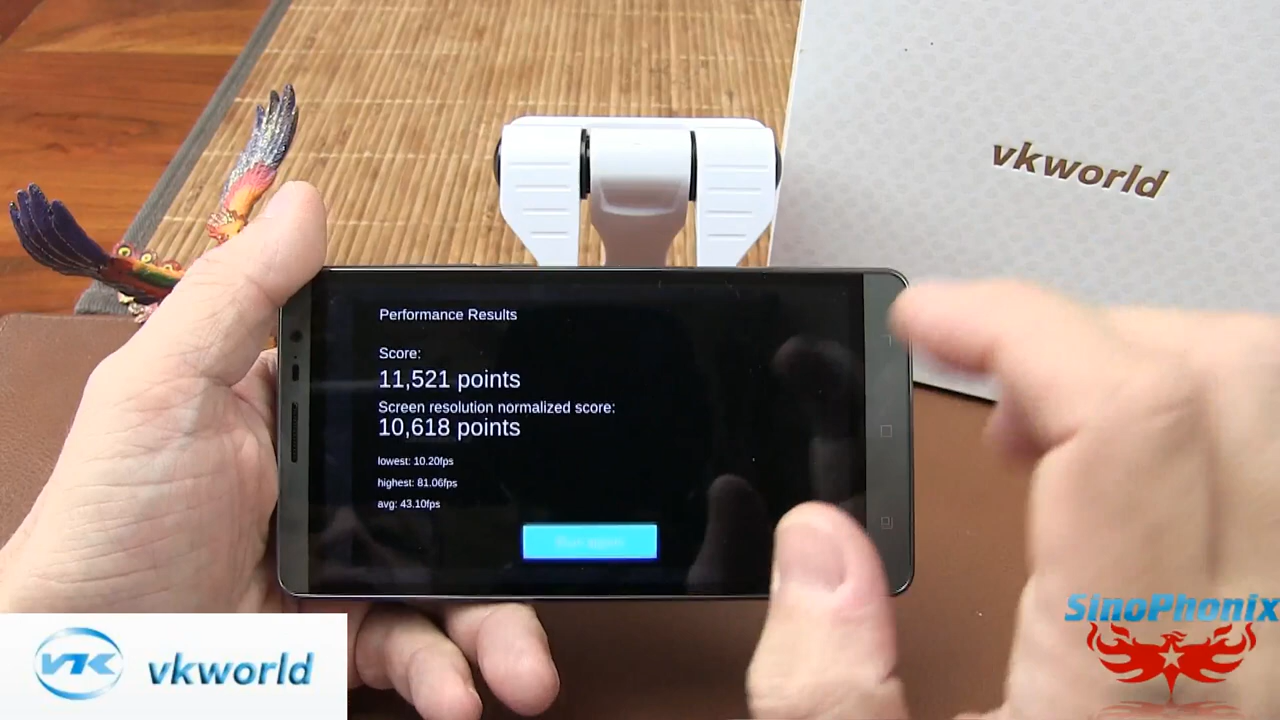 vkworld
Performance Results
Score:
11,521 points
Screen resolution normalized score:
10,618 points
lowest: 10.20fps
highest: 81.06fps
avg: 43.10fps
SinoPhonix
VK vkworld